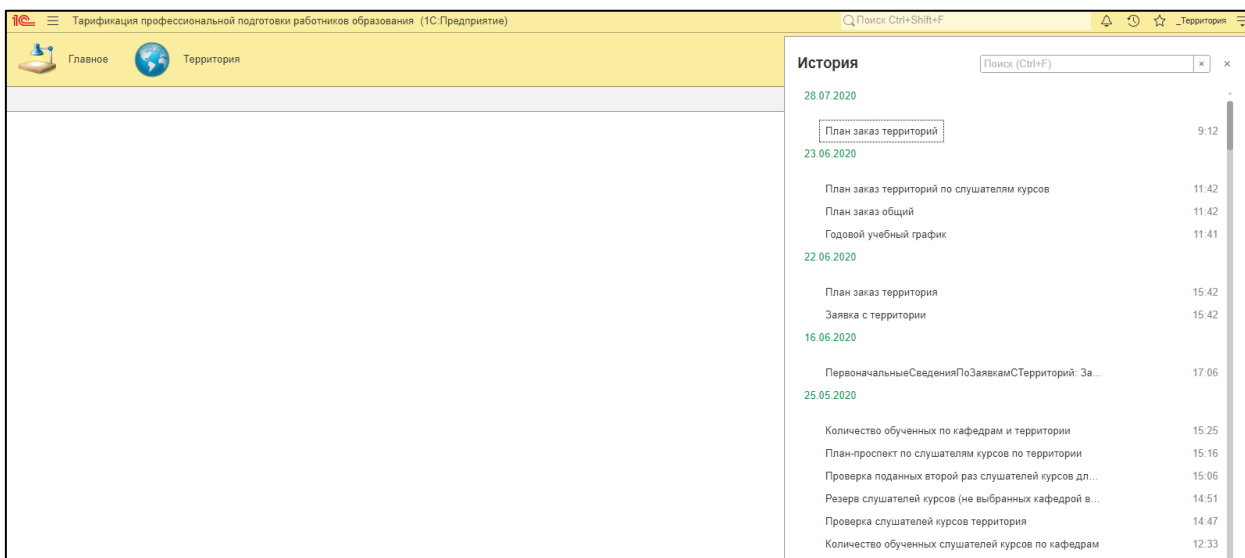 1С Тарификация профессиональной подготовки работников образования (1С:Предприятие) Поиск Ctrl+Shift+F _Территория
Главное Территория
История Поиск (Ctrl+F) × ×
28.07.2020
План заказ территорий 9:12
23.06.2020
План заказ территорий по слушателям курсов 11:42
План заказ общий 11:42
Годовой учебный график 11:41
22.06.2020
План заказ территория 15:42
Заявка с территории 15:42
16.06.2020
ПервоначальныеСведенияПоЗаявкамСТерриторий: За... 17:06
25.05.2020
Количество обученных по кафедрам и территории 15:25
План-проспект по слушателям курсов по территории 15:16
Проверка поданных второй раз слушателей курсов дл... 15:06
Резерв слушателей курсов (не выбранных кафедрой в... 14:51
Проверка слушателей курсов территория 14:47
Количество обученных слушателей курсов по кафедрам 12:33